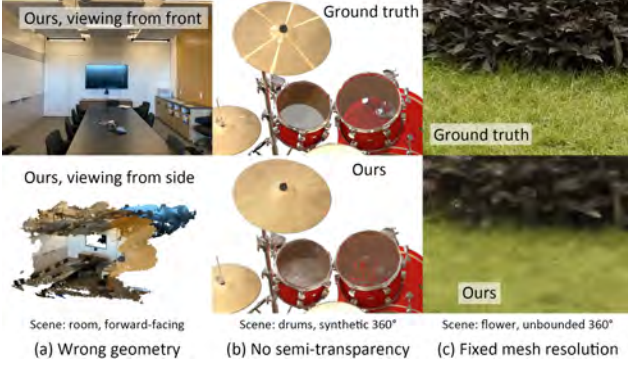 Ours, viewing from front
Ground truth
Ground truth
Ours, viewing from side
Ours
Ours
Scene: room, forward-facing
Scene: drums, synthetic 360°
Scene: flower, unbounded 360°
(a) Wrong geometry
(b) No semi-transparency
(c) Fixed mesh resolution